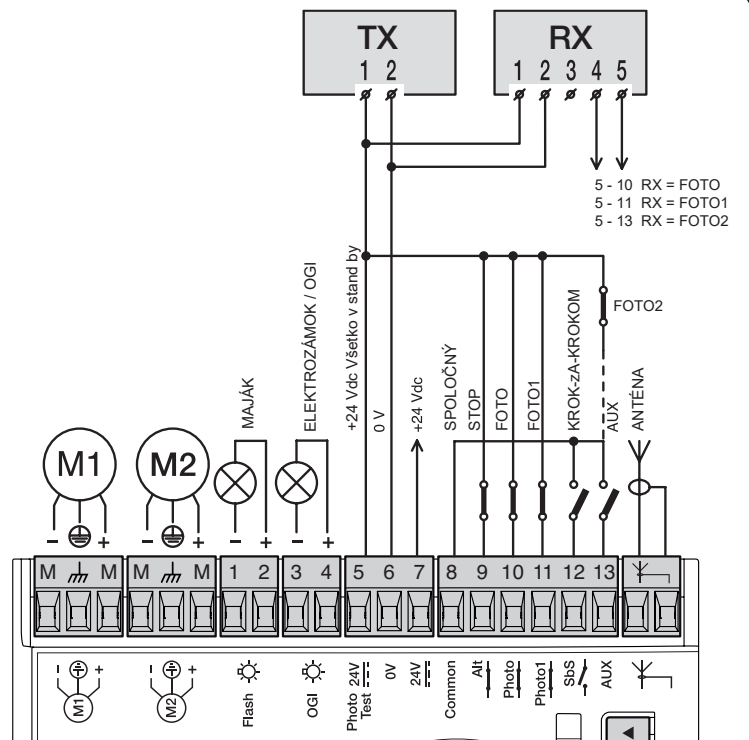 TX
1 2
RX
1 2 3 4 5
5 - 10 RX = FOTO
5 - 11 RX = FOTO1
5 - 13 RX = FOTO2
FOTO2
MAJÁK
ELEKTROZÁMOK / OGI
+24 Vdc Všetko v stand by
0 V
+24 Vdc
SPOLOČNÝ
STOP
FOTO
FOTO1
KROK-zA-KROKOM
AUX
ANTÉNA
M1
M2
- +
- +
- +
- +
M M M M 1 2 3 4 5 6 7 8 9 10 11 12 13
- +
M1
- +
M2
Flash
OGI
Photo 24V
Test
0V
24V
Common
Alt
Photo
Photo1
SbS
AUX